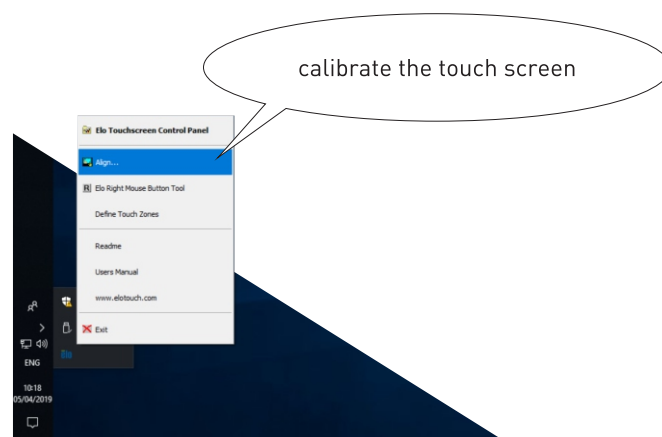 calibrate the touch screen
Elo Touchscreen Control Panel
Align...
Elo Right Mouse Button Tool
Define Touch Zones
Readme
Users Manual
www.elotouch.com
Exit
elo
ENG
10:18
05/04/2019